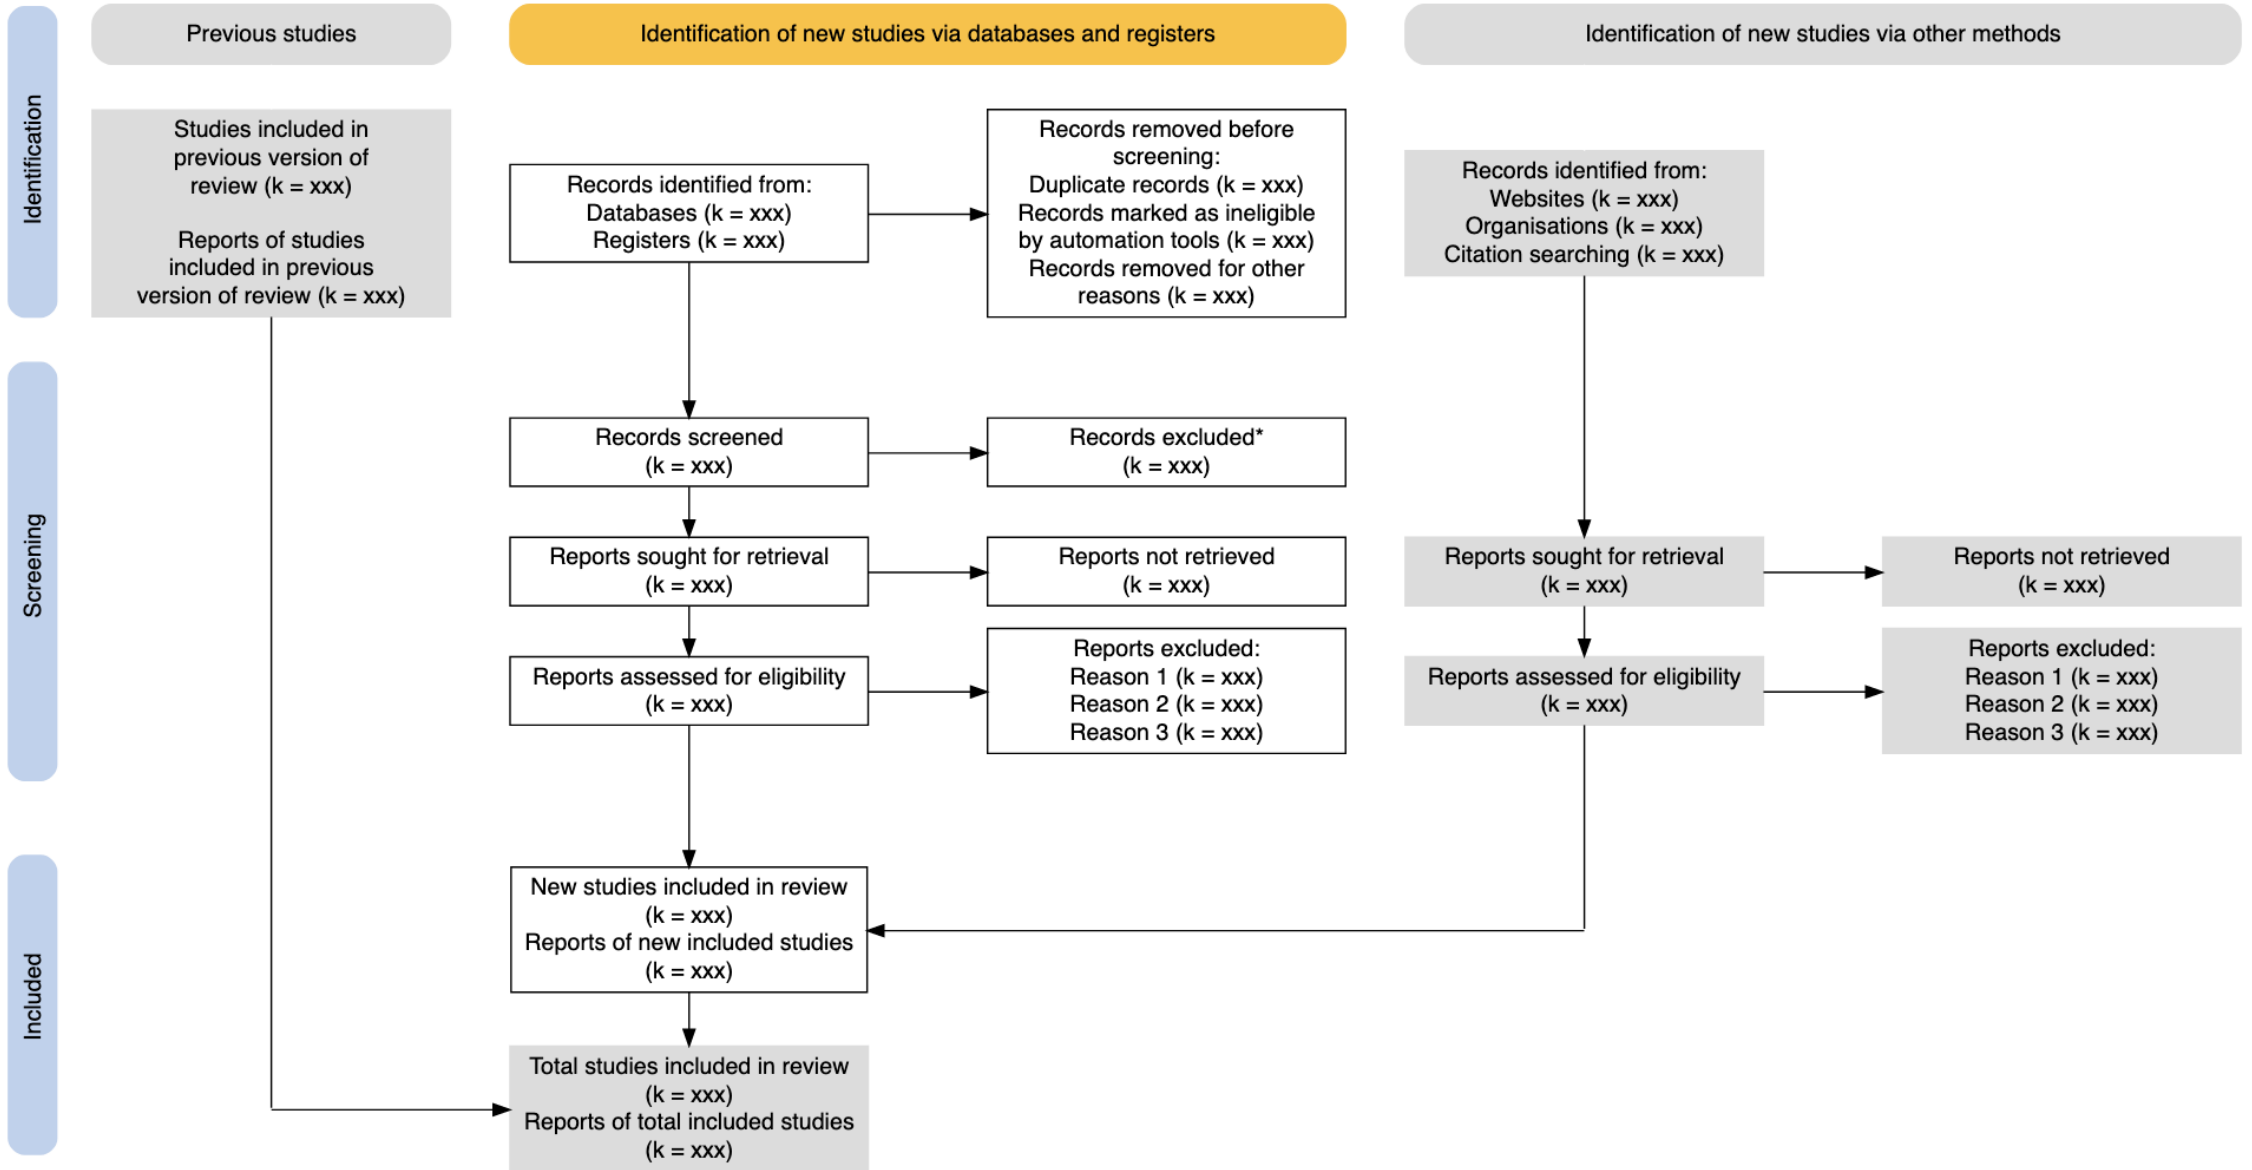 Previous studies
Identification of new studies via databases and registers
Identification of new studies via other methods
Identification
Studies included in
previous version of
review (k = xxx)
Reports of studies
included in previous
version of review (k = xxx)
Records identified from:
Databases (k = xxx)
Registers (k = xxx)
Records removed before
screening:
Duplicate records (k = xxx)
Records marked as ineligible
by automation tools (k = xxx)
Records removed for other
reasons (k = xxx)
Records identified from:
Websites (k = xxx)
Organisations (k = xxx)
Citation searching (k = xxx)
Screening
Records screened
(k = xxx)
Records excluded*
(k = xxx)
Reports sought for retrieval
(k = xxx)
Reports not retrieved
(k = xxx)
Reports sought for retrieval
(k = xxx)
Reports not retrieved
(k = xxx)
Reports assessed for eligibility
(k = xxx)
Reports excluded:
Reason 1 (k = xxx)
Reason 2 (k = xxx)
Reason 3 (k = xxx)
Reports assessed for eligibility
(k = xxx)
Reports excluded:
Reason 1 (k = xxx)
Reason 2 (k = xxx)
Reason 3 (k = xxx)
Included
New studies included in review
(k = xxx)
Reports of new included studies
(k = xxx)
Total studies included in review
(k = xxx)
Reports of total included studies
(k = xxx)